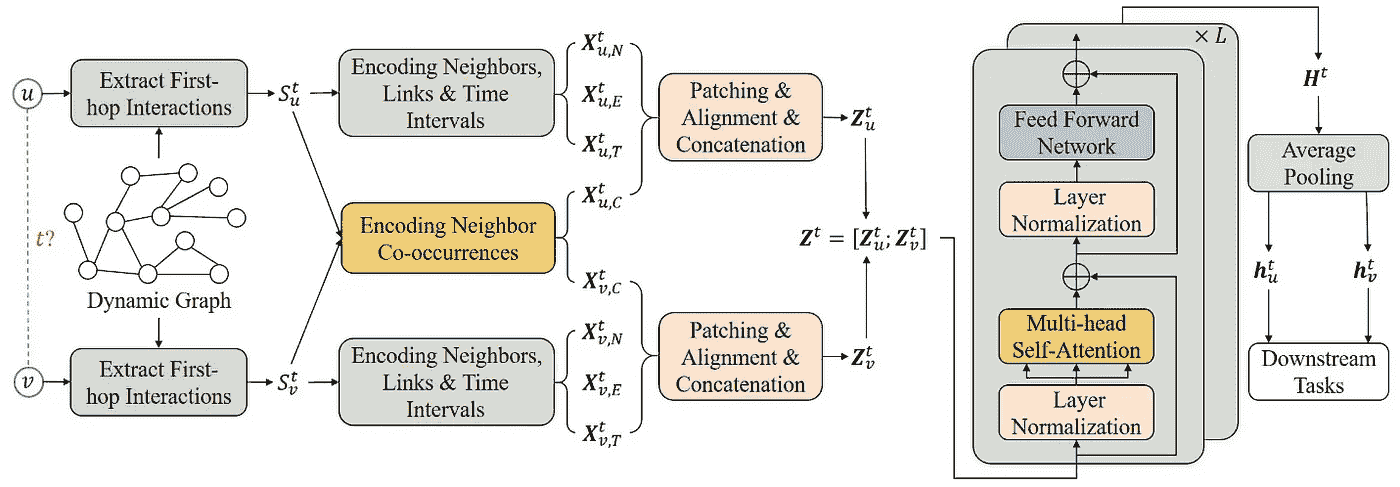 u
Extract First-
hop Interactions
S_u^t
Encoding Neighbors,
Links & Time
Intervals
X_{u,N}^t
X_{u,E}^t
X_{u,T}^t
X_{u,C}^t
Patching &
Alignment &
Concatenation
Z_u^t
t?
Dynamic Graph
Encoding Neighbor
Co-occurrences
Z^t = [Z_u^t; Z_v^t]
v
Extract First-
hop Interactions
S_v^t
Encoding Neighbors,
Links & Time
Intervals
X_{v,C}^t
X_{v,N}^t
X_{v,E}^t
X_{v,T}^t
Patching &
Alignment &
Concatenation
Z_v^t
× L
Feed Forward
Network
Layer
Normalization
Multi-head
Self-Attention
Layer
Normalization
H^t
Average
Pooling
h_u^t
h_v^t
Downstream
Tasks